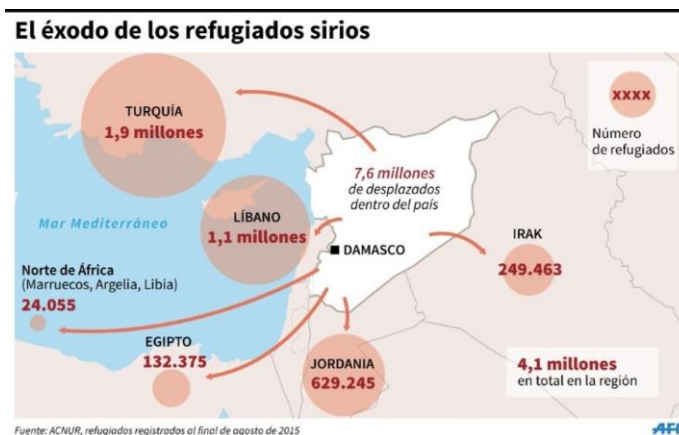 El éxodo de los refugiados sirios
TURQUÍA
1,9 millones
xxxx
Número
de refugiados
7,6 millones
de desplazados
dentro del país
Mar Mediterráneo
LÍBANO
1,1 millones
DAMASCO
IRAK
249.463
Norte de África
(Marruecos, Argelia, Libia)
24.055
EGIPTO
132.375
JORDANIA
629.245
4,1 millones
en total en la región
Fuente: ACNUR, refugiados registrados al final de agosto de 2015
AFP